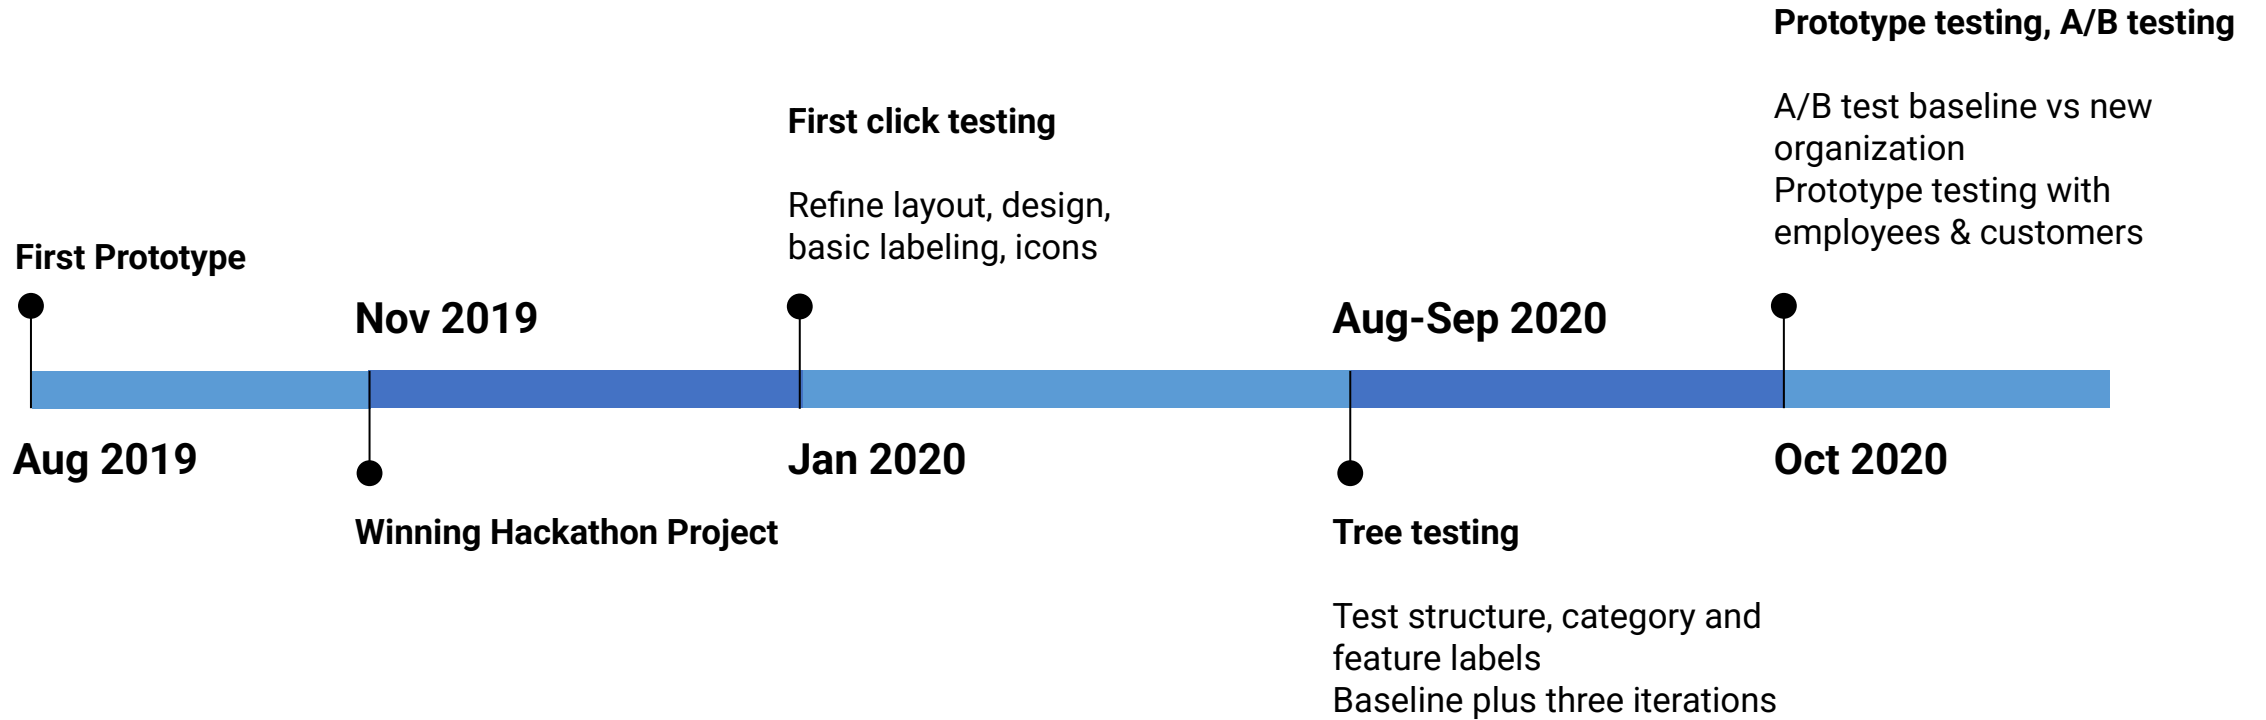 First Prototype
Aug 2019
Nov 2019
Winning Hackathon Project
First click testing
Refine layout, design,
basic labeling, icons
Jan 2020
Aug-Sep 2020
Tree testing
Test structure, category and
feature labels
Baseline plus three iterations
Prototype testing, A/B testing
A/B test baseline vs new
organization
Prototype testing with
employees & customers
Oct 2020